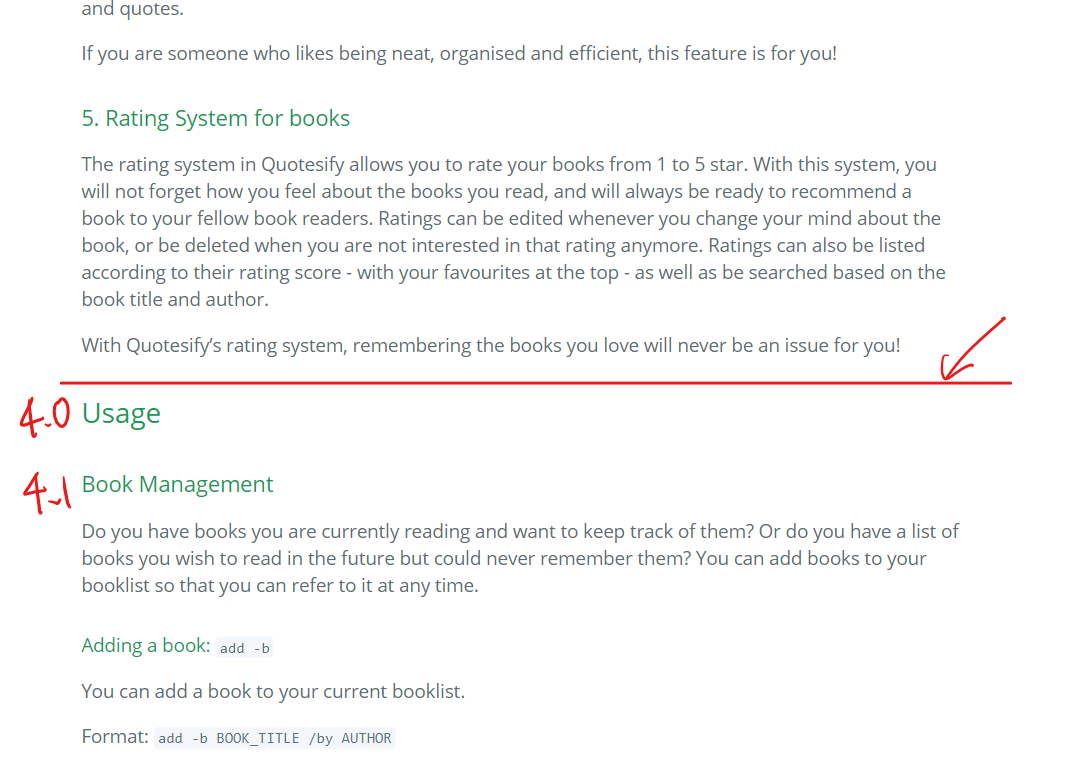 and quotes.
If you are someone who likes being neat, organised and efficient, this feature is for you!
5. Rating System for books
The rating system in Quotesify allows you to rate your books from 1 to 5 star. With this system, you
will not forget how you feel about the books you read, and will always be ready to recommend a
book to your fellow book readers. Ratings can be edited whenever you change your mind about the
book, or be deleted when you are not interested in that rating anymore. Ratings can also be listed
according to their rating score - with your favourites at the top - as well as be searched based on the
book title and author.
With Quotesify’s rating system, remembering the books you love will never be an issue for you!
4.0 Usage
4.1 Book Management
Do you have books you are currently reading and want to keep track of them? Or do you have a list of
books you wish to read in the future but could never remember them? You can add books to your
booklist so that you can refer to it at any time.
Adding a book: add -b
You can add a book to your current booklist.
Format: add -b BOOK_TITLE /by AUTHOR